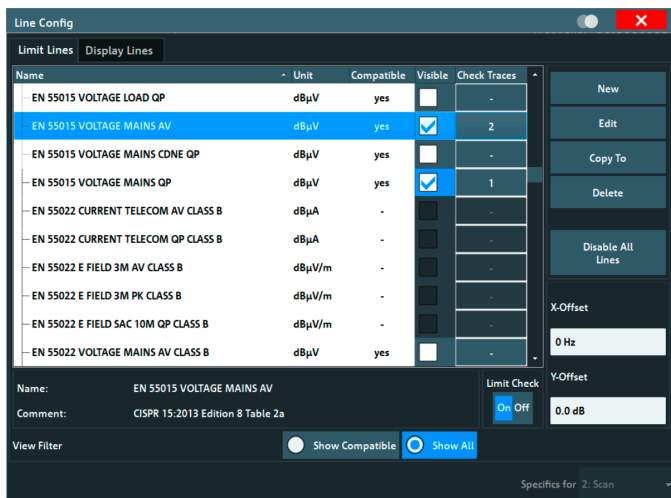 Line Config
Limit Lines Display Lines
Name Unit Compatible Visible Check Traces
EN 55015 VOLTAGE LOAD QP dBµV yes -
EN 55015 VOLTAGE MAINS AV dBµV yes 2
EN 55015 VOLTAGE MAINS CDNE QP dBµV yes -
EN 55015 VOLTAGE MAINS QP dBµV yes 1
EN 55022 CURRENT TELECOM AV CLASS B dBµA - -
EN 55022 CURRENT TELECOM QP CLASS B dBµA - -
EN 55022 E FIELD 3M AV CLASS B dBµV/m - -
EN 55022 E FIELD 3M PK CLASS B dBµV/m - -
EN 55022 E FIELD SAC 10M QP CLASS B dBµV/m - -
EN 55022 VOLTAGE MAINS AV CLASS B dBµV yes -
New
Edit
Copy To
Delete
Disable All
Lines
X-Offset
0 Hz
Y-Offset
0.0 dB
Name: EN 55015 VOLTAGE MAINS AV
Comment: CISPR 15:2013 Edition 8 Table 2a
Limit Check
On Off
View Filter Show Compatible Show All
Specifics for 2: Scan